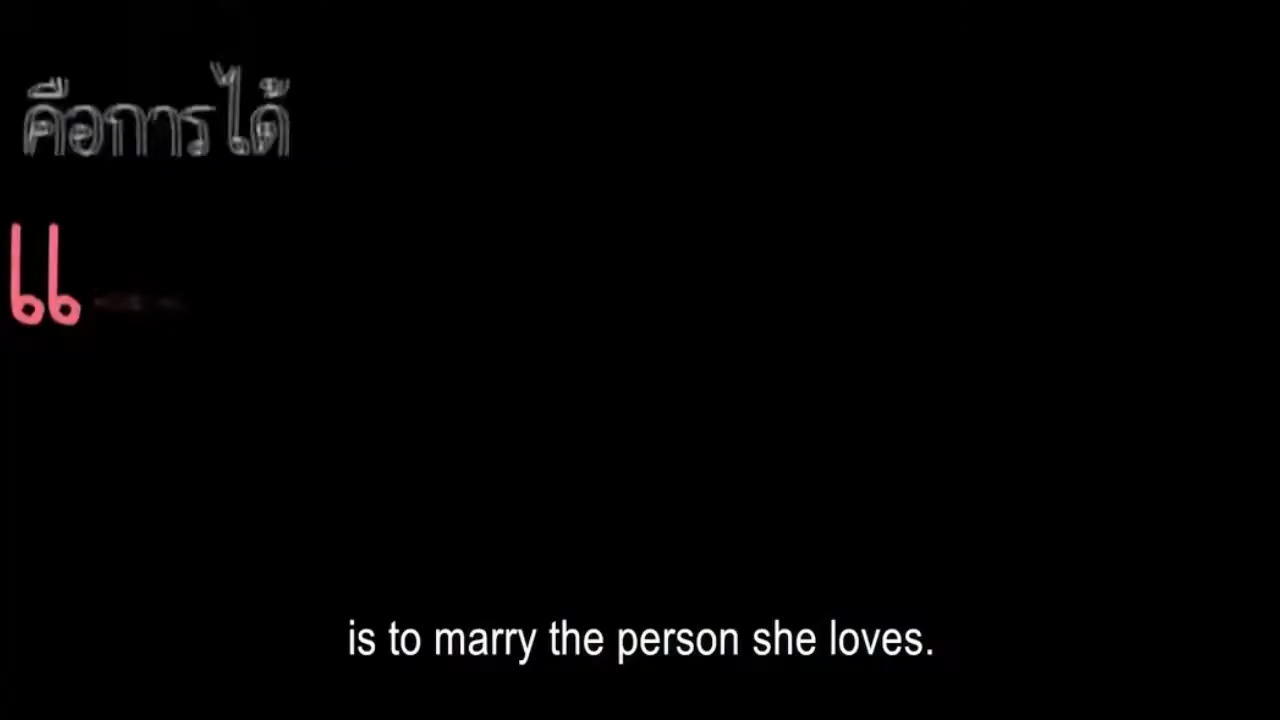 คือการได้
แ
is to marry the person she loves.